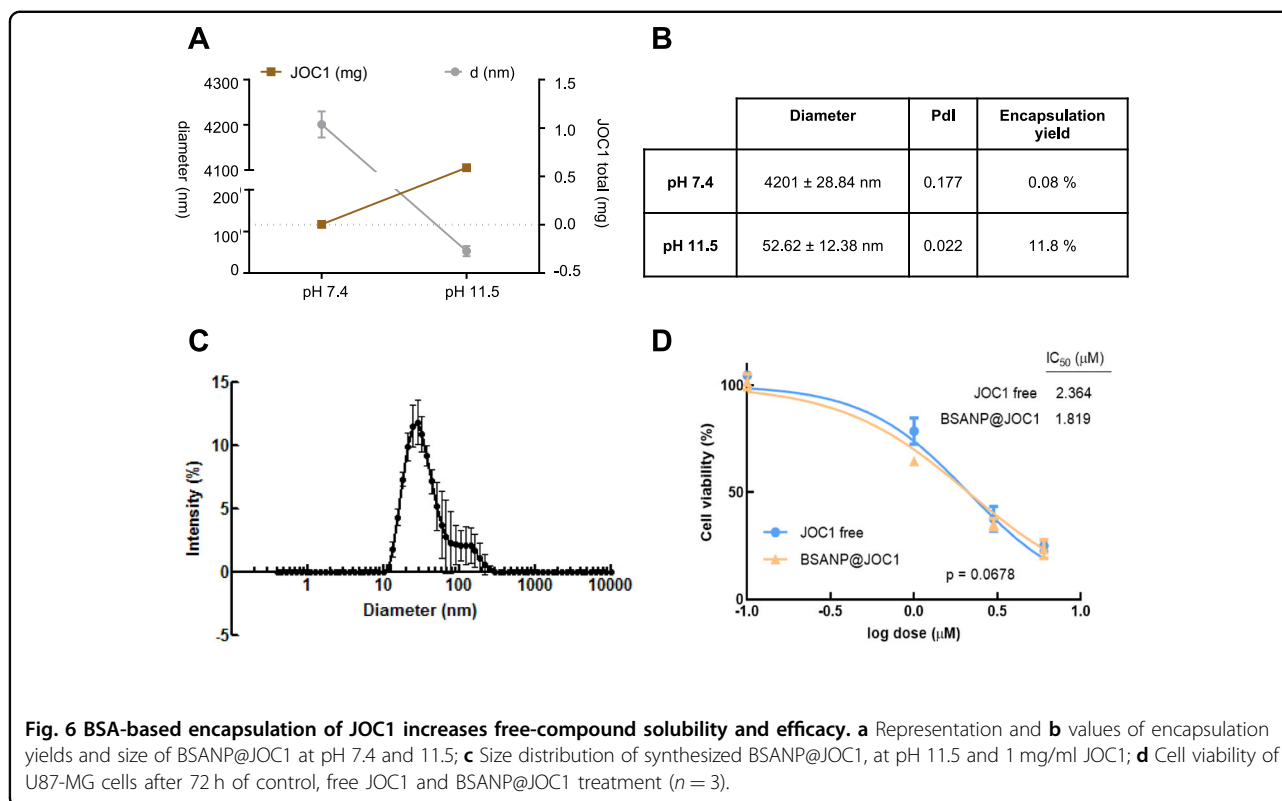 A
JOC1 (mg)
d (nm)
4300
4200
4100
200
100
0
diameter (nm)
1.5
1.0
0.5
0.0
-0.5
JOC1 total (mg)
pH 7.4
pH 11.5
B
Diameter
PdI
Encapsulation
yield
pH 7.4
4201 ± 28.84 nm
0.177
0.08 %
pH 11.5
52.62 ± 12.38 nm
0.022
11.8 %
C
15
10
5
0
-5
Intensity (%)
1
10
100
1000
10000
Diameter (nm)
D
IC50 (µM)
JOC1 free 2.364
BSANP@JOC1 1.819
100
50
0
Cell viability (%)
JOC1 free
BSANP@JOC1
p = 0.0678
-1.0
-0.5
0.0
0.5
1.0
log dose (µM)
Fig. 6 BSA-based encapsulation of JOC1 increases free-compound solubility and efficacy. a Representation and b values of encapsulation
yields and size of BSANP@JOC1 at pH 7.4 and 11.5; c Size distribution of synthesized BSANP@JOC1, at pH 11.5 and 1 mg/ml JOC1; d Cell viability of
U87-MG cells after 72 h of control, free JOC1 and BSANP@JOC1 treatment (n = 3).